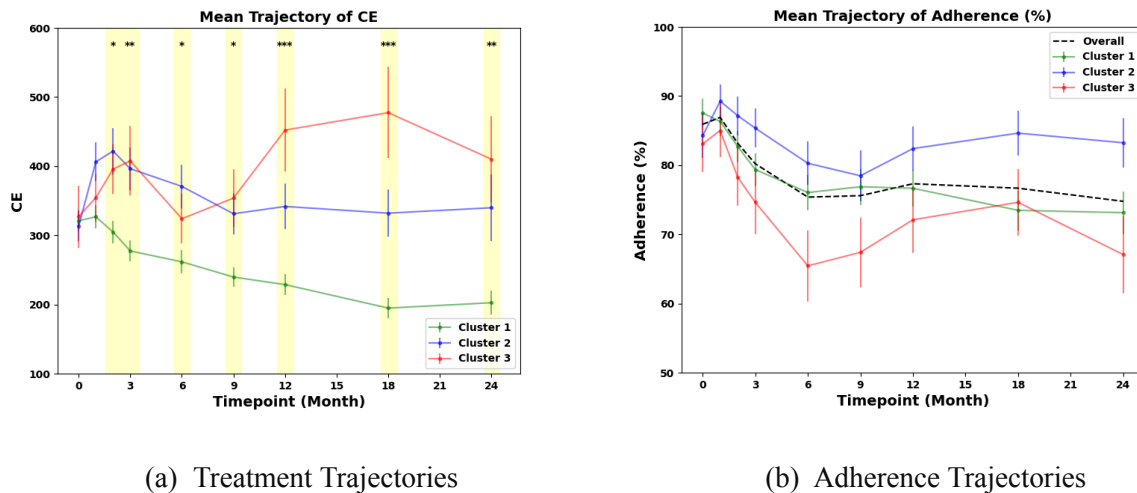 Mean Trajectory of CE
600
500
400
300
200
100
CE
* ** * * *** *** **
Cluster 1
Cluster 2
Cluster 3
0 3 6 9 12 15 18 21 24
Timepoint (Month)
(a) Treatment Trajectories
Mean Trajectory of Adherence (%)
100
90
80
70
60
50
Adherence (%)
Overall
Cluster 1
Cluster 2
Cluster 3
0 3 6 9 12 15 18 21 24
Timepoint (Month)
(b) Adherence Trajectories